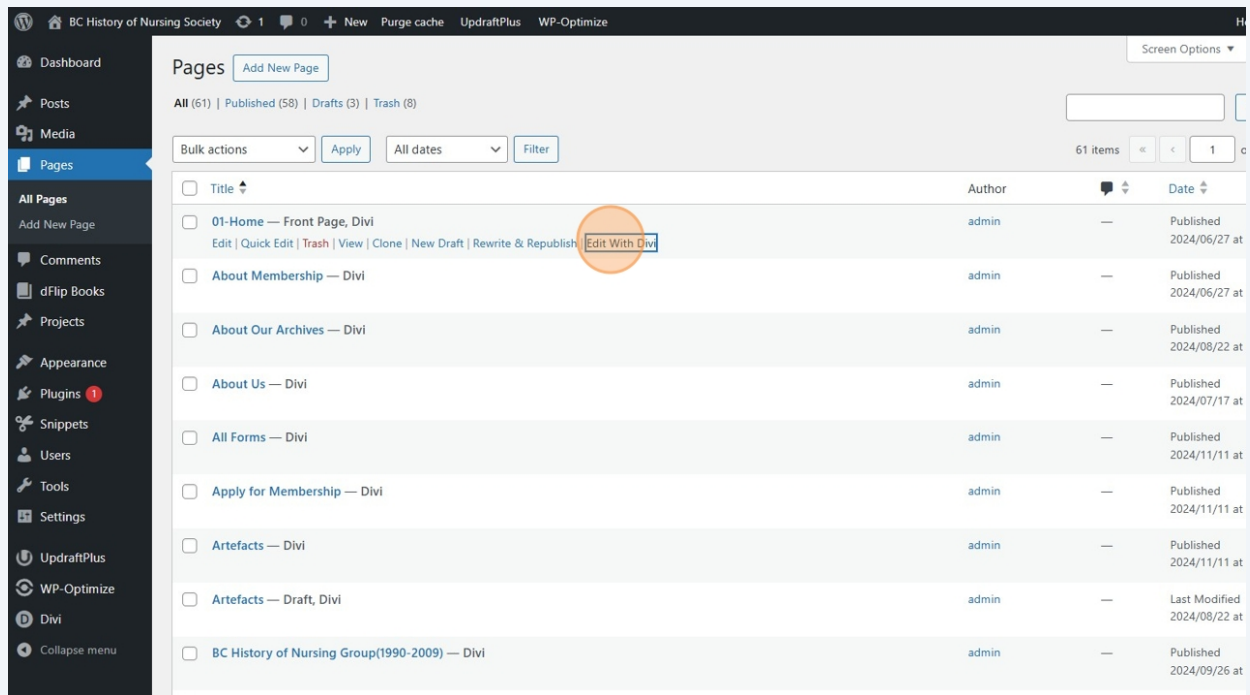 BC History of Nursing Society 1 0 New Purge cache UpdraftPlus WP-Optimize
Dashboard
Posts
Media
Pages
All Pages
Add New Page
Comments
dFlip Books
Projects
Appearance
Plugins 1
Snippets
Users
Tools
Settings
UpdraftPlus
WP-Optimize
Divi
Collapse menu
Screen Options ▼
Pages Add New Page
All (61) | Published (58) | Drafts (3) | Trash (8)
Bulk actions Apply All dates Filter 61 items « ‹ 1
Title Author Date
01-Home — Front Page, Divi admin — Published
Edit | Quick Edit | Trash | View | Clone | New Draft | Rewrite & Republish | Edit With Divi 2024/06/27 at
About Membership — Divi admin — Published
2024/06/27 at
About Our Archives — Divi admin — Published
2024/08/22 at
About Us — Divi admin — Published
2024/07/17 at
All Forms — Divi admin — Published
2024/11/11 at
Apply for Membership — Divi admin — Published
2024/11/11 at
Artefacts — Divi admin — Published
2024/11/11 at
Artefacts — Draft, Divi admin — Last Modified
2024/08/22 at
BC History of Nursing Group(1990-2009) — Divi admin — Published
2024/09/26 at